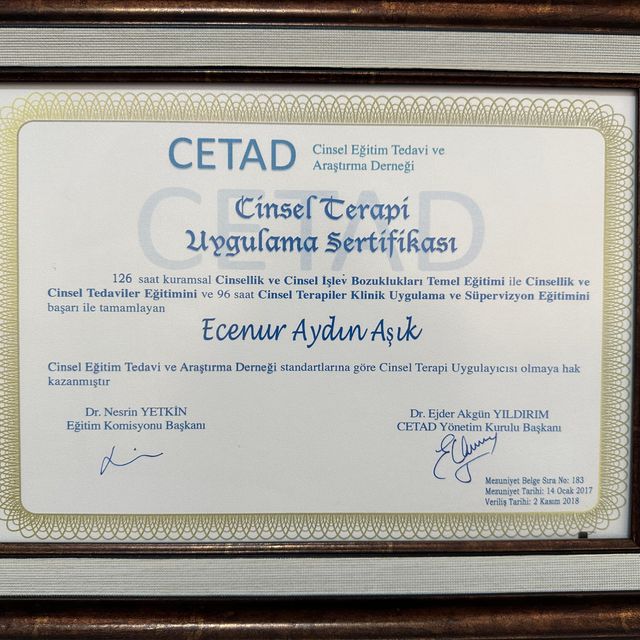 CETAD
Cinsel Eğitim Tedavi ve
Araştırma Derneği
CETAD
Cinsel Terapi
Uygulama Sertifikası
126 saat kuramsal Cinsellik ve Cinsel İşlev Bozuklukları Temel Eğitimi ile Cinsellik ve
Cinsel Tedaviler Eğitimini ve 96 saat Cinsel Terapiler Klinik Uygulama ve Süpervizyon Eğitimini
başarı ile tamamlayan
Ecenur Aydın Aşık
Cinsel Eğitim Tedavi ve Araştırma Derneği standartlarına göre Cinsel Terapi Uygulayıcısı olmaya hak
kazanmıştır
Dr. Nesrin YETKİN
Eğitim Komisyonu Başkanı
Dr. Ejder Akgün YILDIRIM
CETAD Yönetim Kurulu Başkanı
Mezuniyet Belge Sıra No: 183
Mezuniyet Tarihi: 14 Ocak 2017
Veriliş Tarihi: 2 Kasım 2018